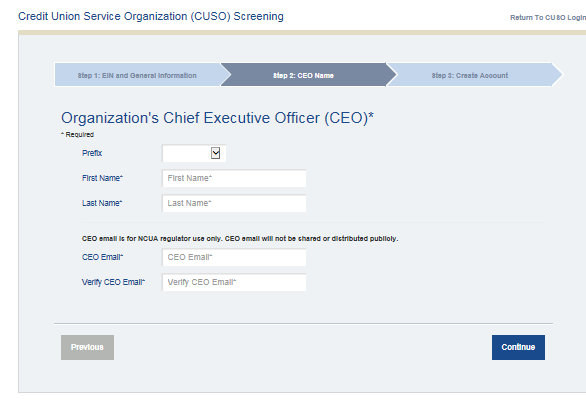 Credit Union Service Organization (CUSO) Screening
Return To CUSO Login
Step 1: EIN and General Information
Step 2: CEO Name
Step 3: Create Account
Organization's Chief Executive Officer (CEO)*
* Required
Prefix
First Name* First Name*
Last Name* Last Name*
CEO email is for NCUA regulator use only. CEO email will not be shared or distributed publicly.
CEO Email* CEO Email*
Verify CEO Email* Verify CEO Email*
Previous
Continue